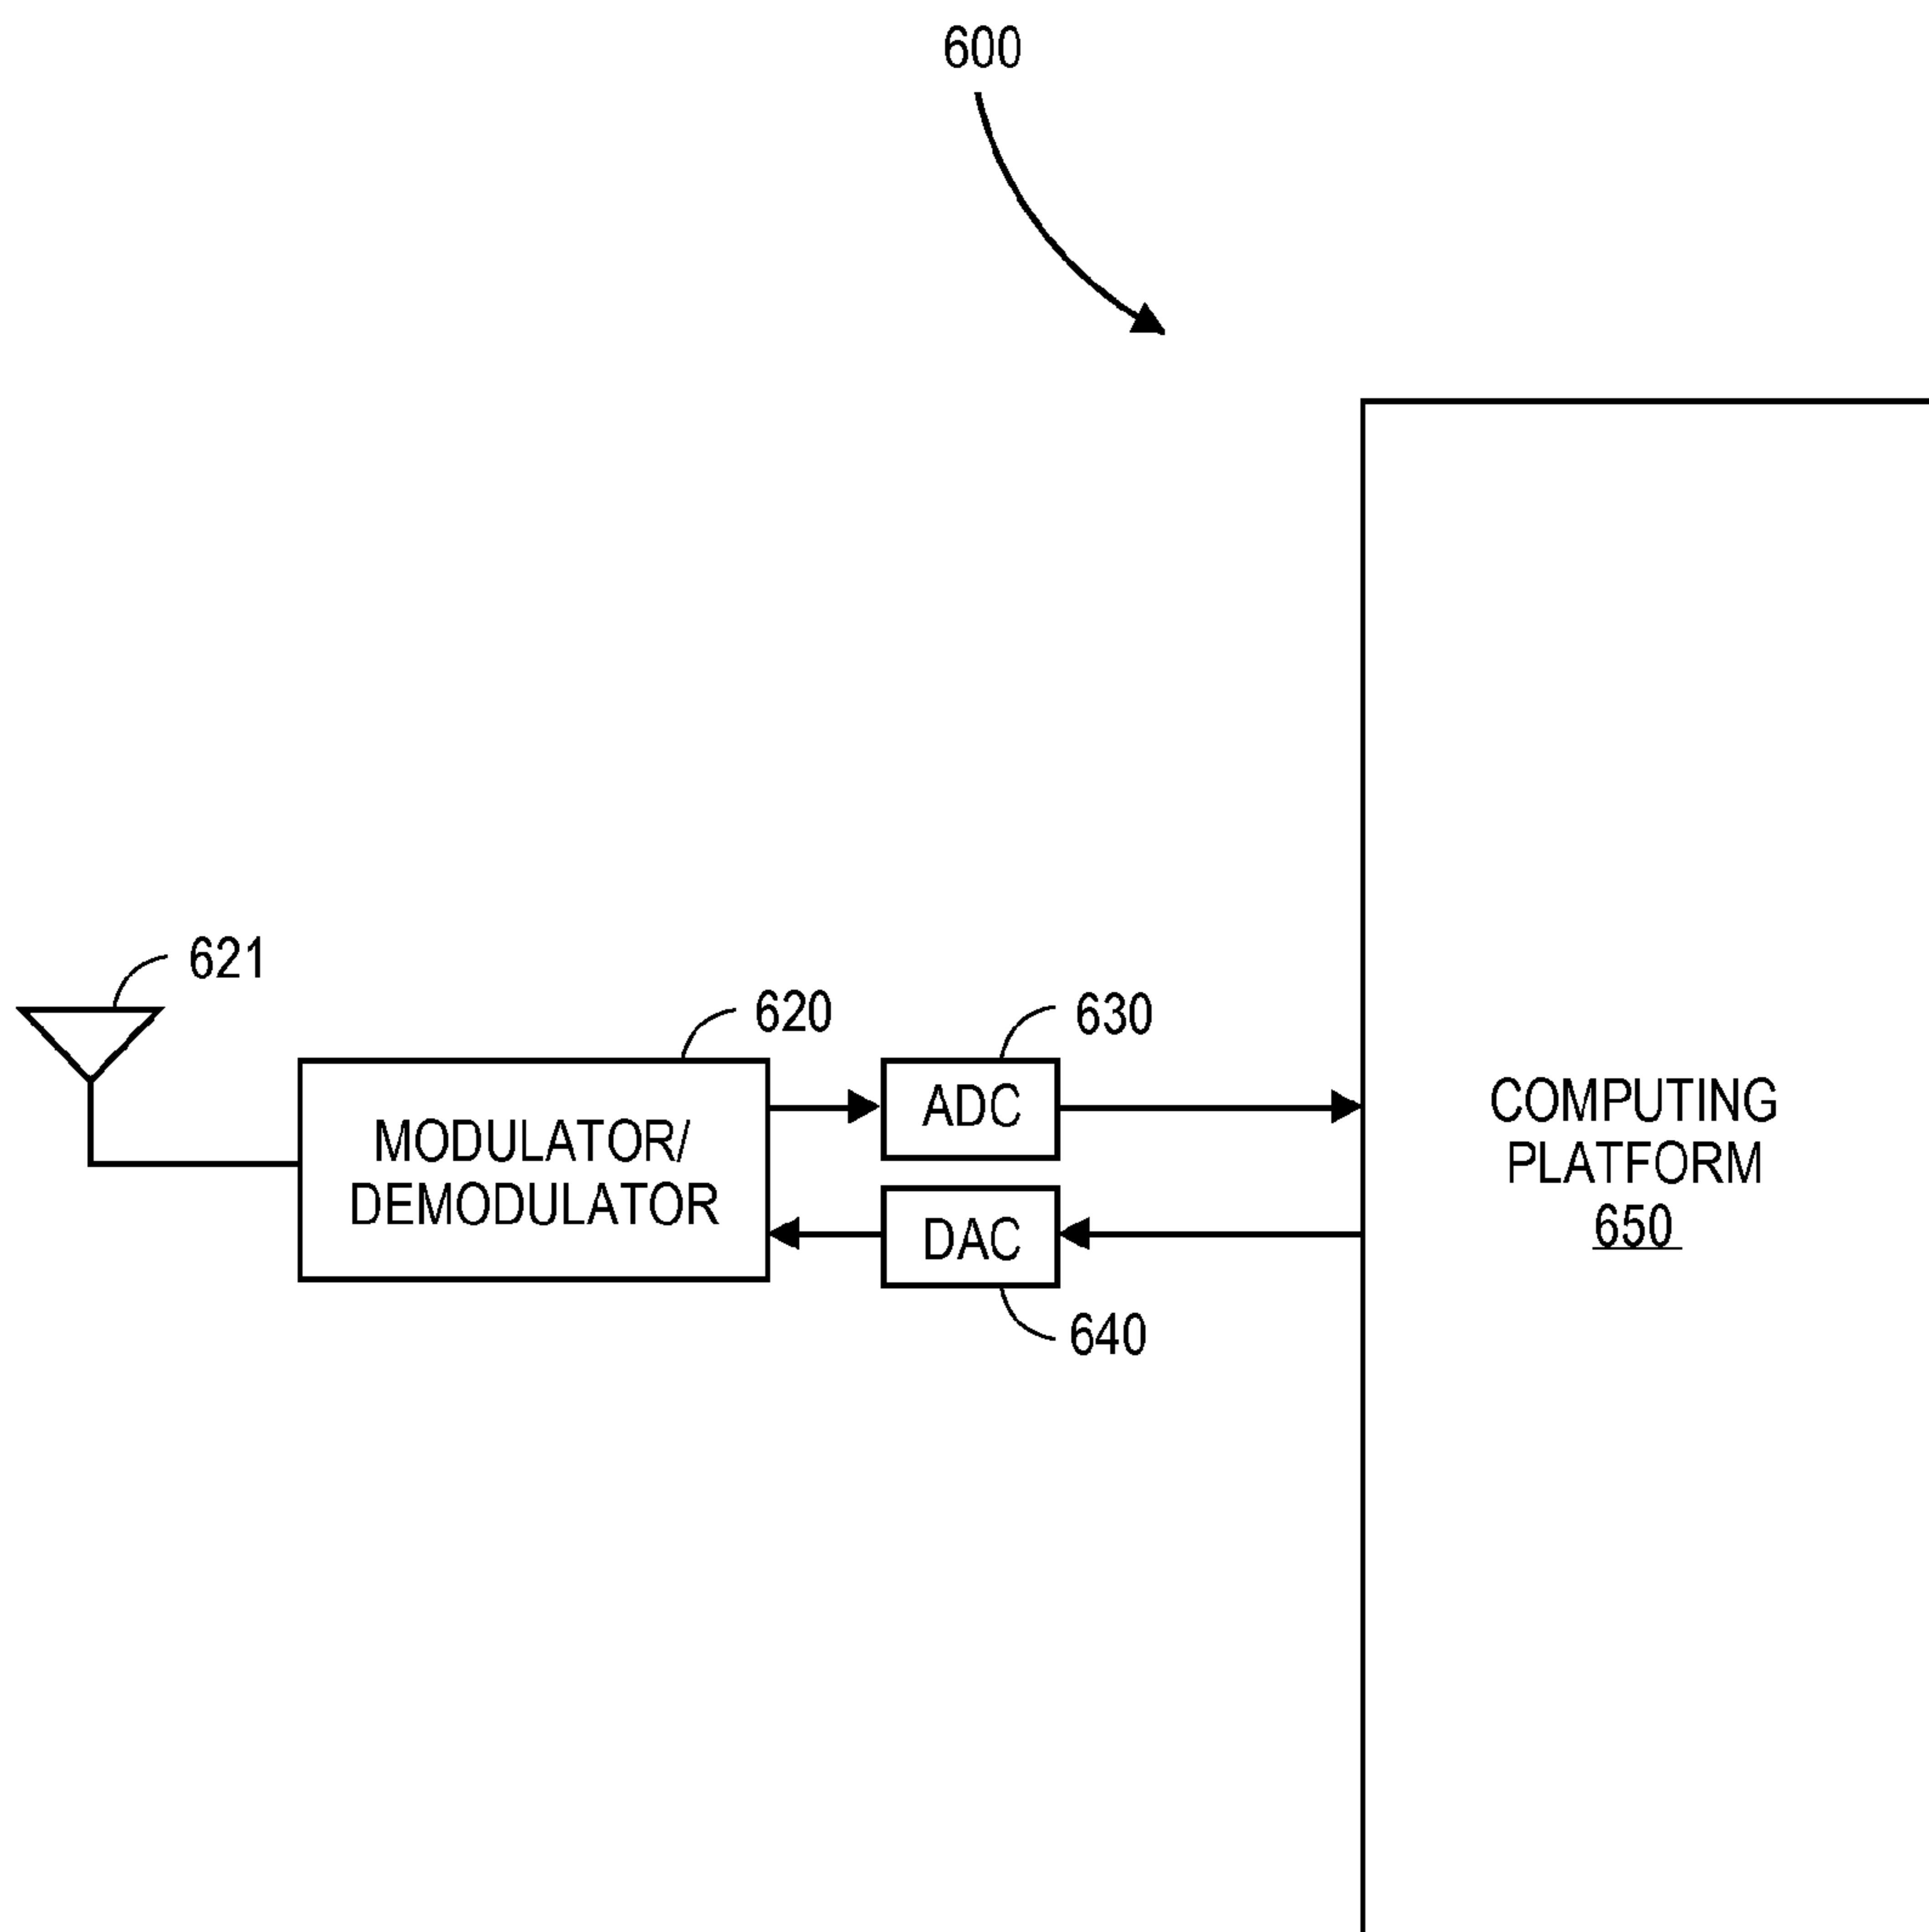 600
621
620
630
MODULATOR/
DEMODULATOR
ADC
DAC
640
COMPUTING
PLATFORM
650